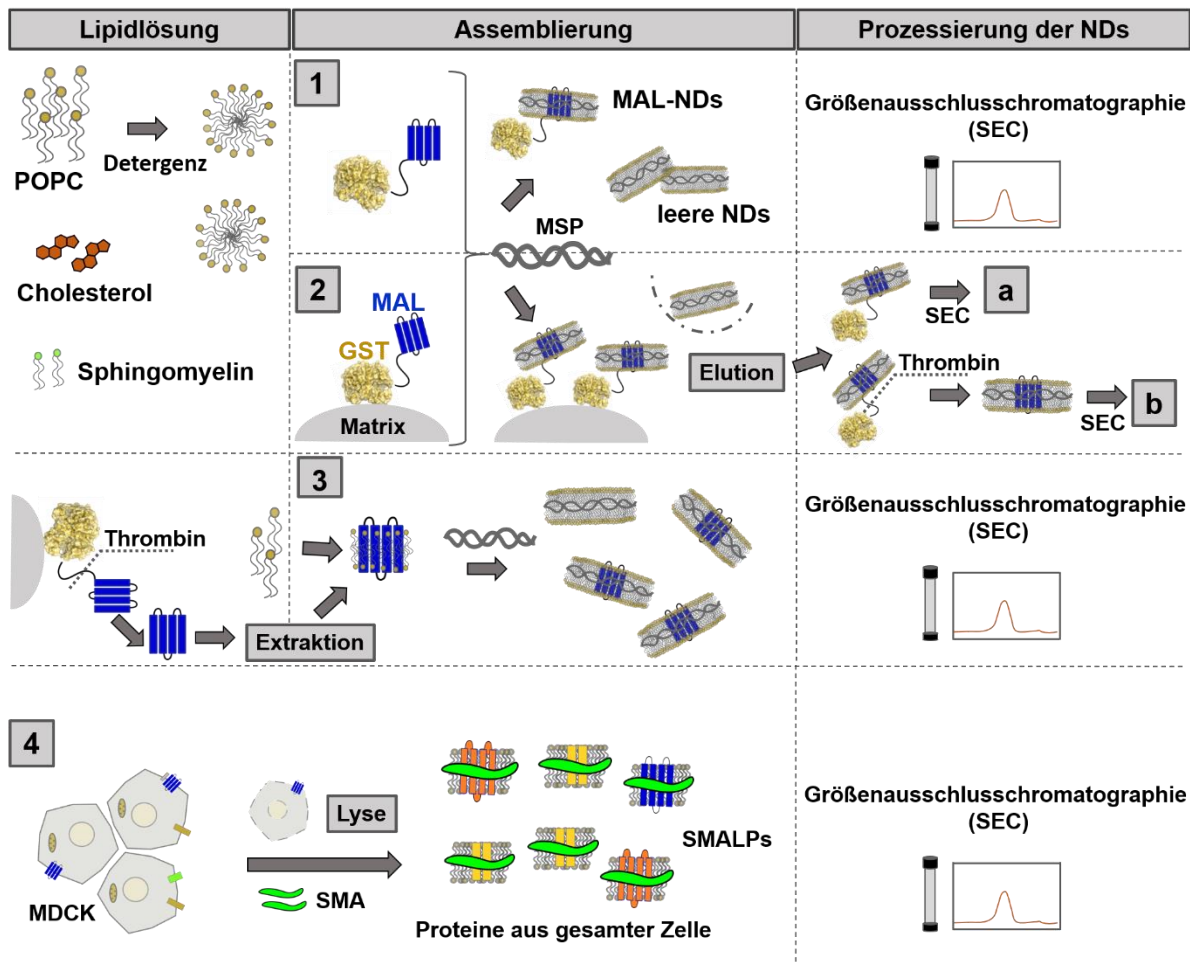 Lipidlösung
Assemblierung
Prozessierung der NDs
POPC
Detergenz
Cholesterol
Sphingomyelin
1
MAL-NDs
leere NDs
MSP
Größenausschlusschromatographie
(SEC)
2
MAL
GST
Matrix
Elution
SEC
a
Thrombin
SEC
b
Thrombin
Extraktion
3
Größenausschlusschromatographie
(SEC)
4
MDCK
Lyse
SMA
SMALPs
Proteine aus gesamter Zelle
Größenausschlusschromatographie
(SEC)